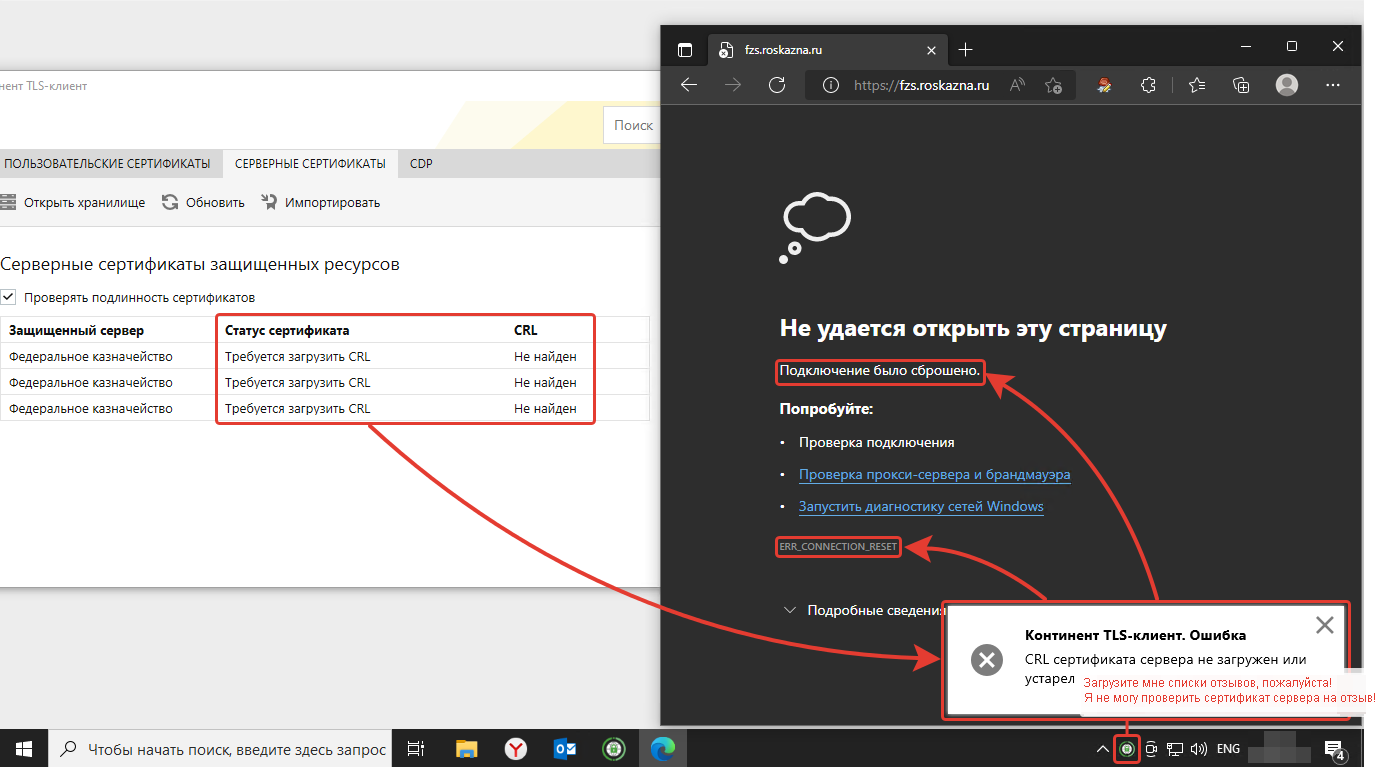 нент TLS-клиент
Поиск
ПОЛЬЗОВАТЕЛЬСКИЕ СЕРТИФИКАТЫ СЕРВЕРНЫЕ СЕРТИФИКАТЫ CDP
Открыть хранилище Обновить Импортировать
Серверные сертификаты защищенных ресурсов
Проверять подлинность сертификатов
Защищенный сервер Статус сертификата CRL
Федеральное казначейство Требуется загрузить CRL Не найден
Федеральное казначейство Требуется загрузить CRL Не найден
Федеральное казначейство Требуется загрузить CRL Не найден
fzs.roskazna.ru
https://fzs.roskazna.ru
Не удается открыть эту страницу
Подключение было сброшено.
Попробуйте:
• Проверка подключения
• Проверка прокси-сервера и брандмауэра
• Запустить диагностику сетей Windows
ERR_CONNECTION_RESET
Подробные сведения
Континент TLS-клиент. Ошибка
CRL сертификата сервера не загружен или
устарел
Загрузите мне списки отзывов, пожалуйста!
Я не могу проверить сертификат сервера на отзыв!
Чтобы начать поиск, введите здесь запрос
ENG
4